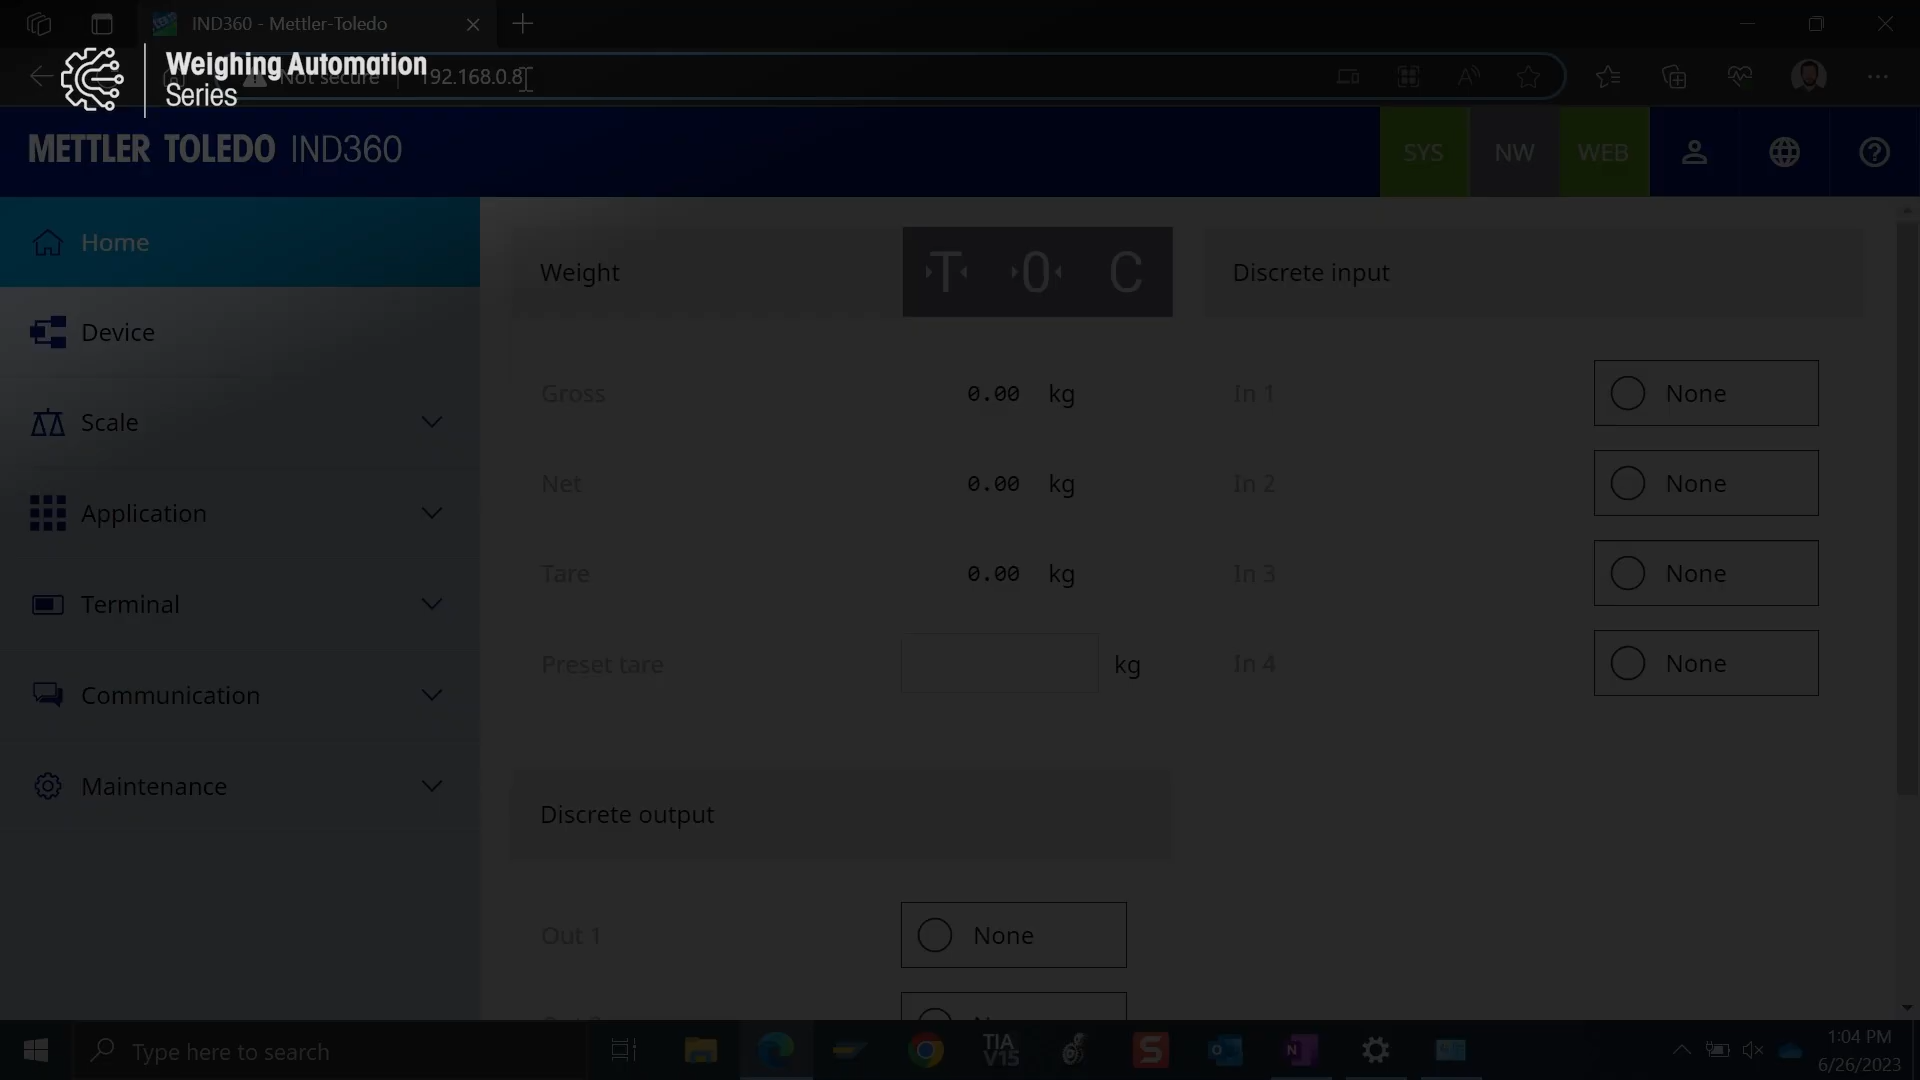 IND360 - Mettler-Toledo
Weighing Automation
Series
Not secure
192.168.0.8
METTLER TOLEDO IND360
SYS
NW
WEB
Home
Device
Scale
Application
Terminal
Communication
Maintenance
Weight
T
0
C
Gross 0.00 kg
Net 0.00 kg
Tare 0.00 kg
Preset tare kg
Discrete input
In 1 None
In 2 None
In 3 None
In 4 None
Discrete output
Out 1 None
Type here to search
TIA
V15
1:04 PM
6/26/2023